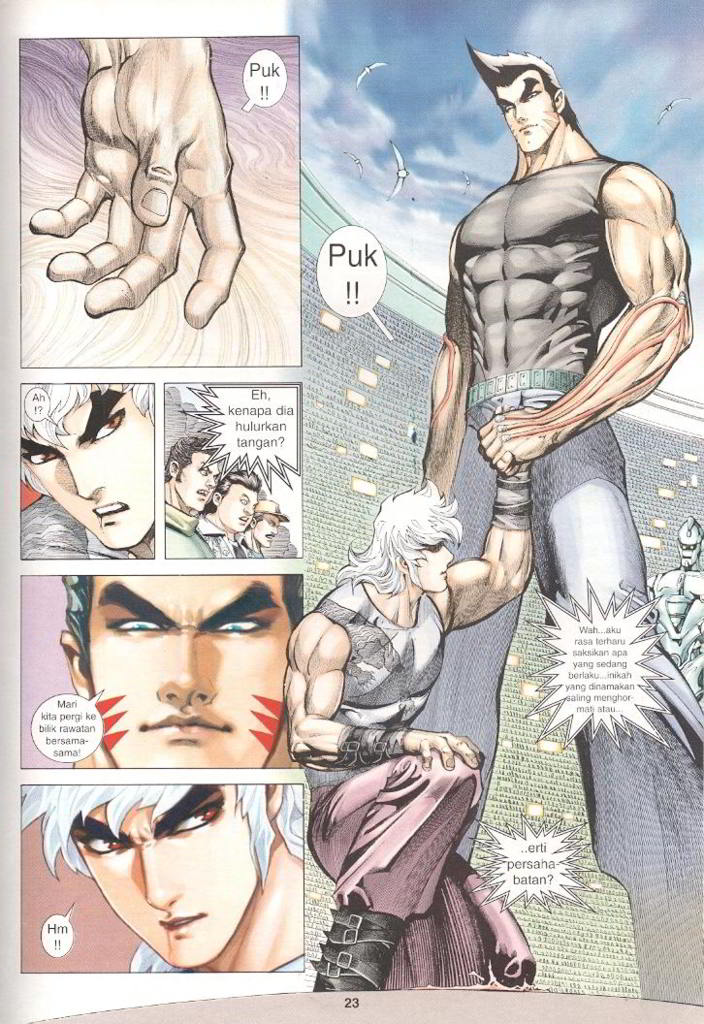 Puk
!!
Puk
!!
Ah
!?
Eh,
kenapa dia
hulurkan
tangan?
Mari
kita pergi ke
bilik rawatan
bersama-
sama!
Hm
!!
Wah...aku
rasa terharu
saksikan apa
yang sedang
berlaku...inikah
yang dinamakan
saling menghor-
mati atau...
..erti
persaha-
batan?
23